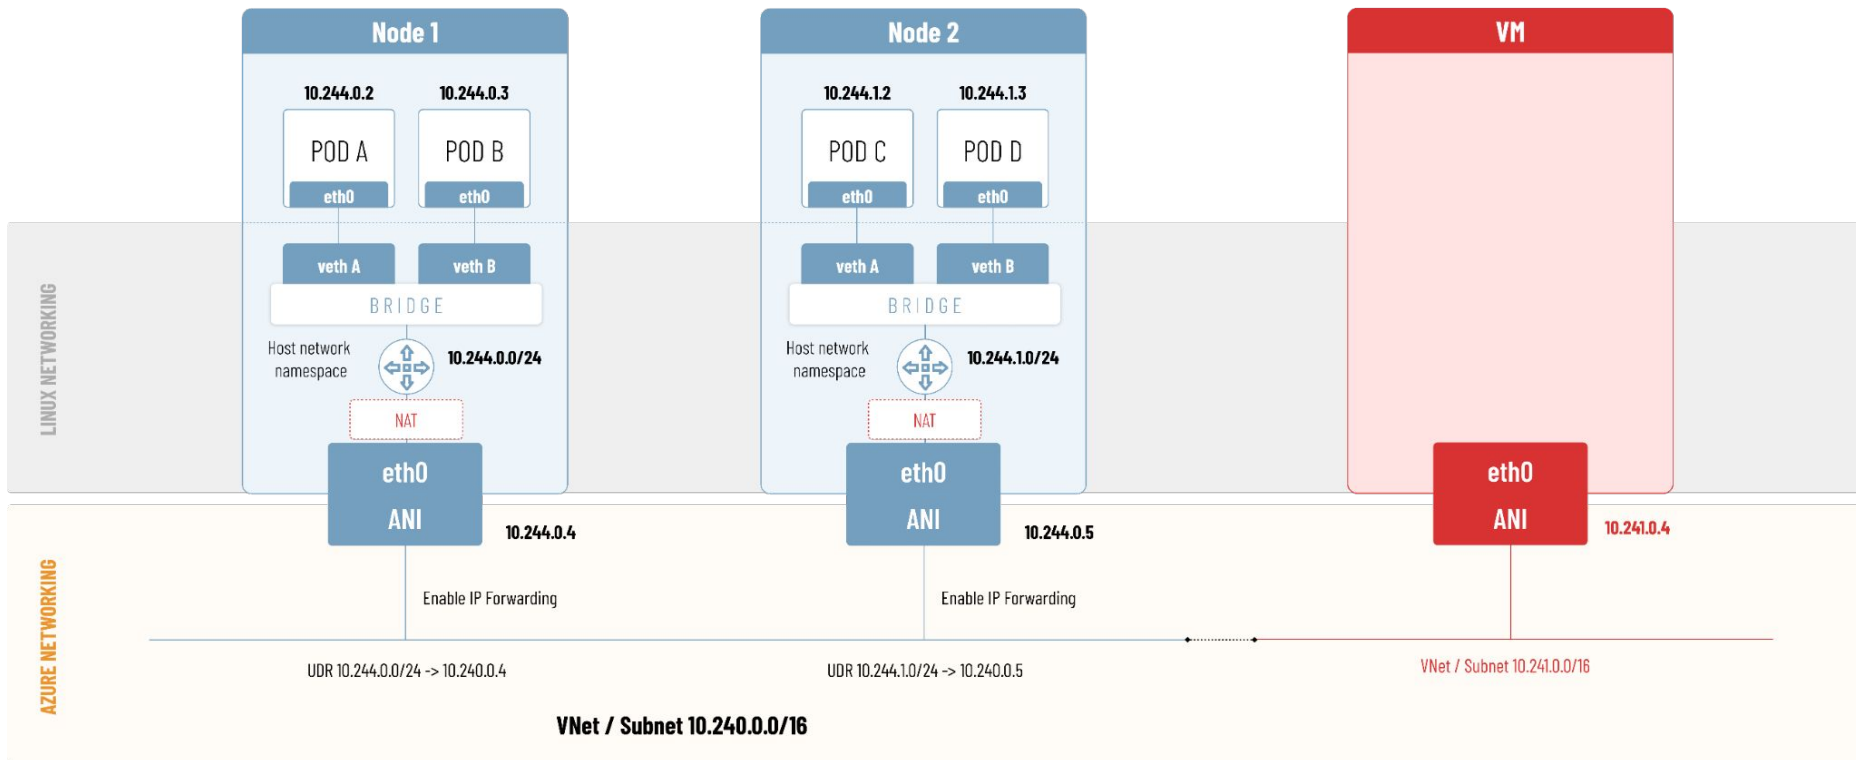 Node 1
10.244.0.2
10.244.0.3
POD A
POD B
eth0
eth0
veth A
veth B
BRIDGE
Host network
namespace
10.244.0.0/24
NAT
eth0
ANI
10.244.0.4
Enable IP Forwarding
UDR 10.244.0.0/24 -> 10.240.0.4
Node 2
10.244.1.2
10.244.1.3
POD C
POD D
eth0
eth0
veth A
veth B
BRIDGE
Host network
namespace
10.244.1.0/24
NAT
eth0
ANI
10.244.0.5
Enable IP Forwarding
UDR 10.244.1.0/24 -> 10.240.0.5
VM
eth0
ANI
10.241.0.4
VNet / Subnet 10.241.0.0/16
VNet / Subnet 10.240.0.0/16
LINUX NETWORKING
AZURE NETWORKING